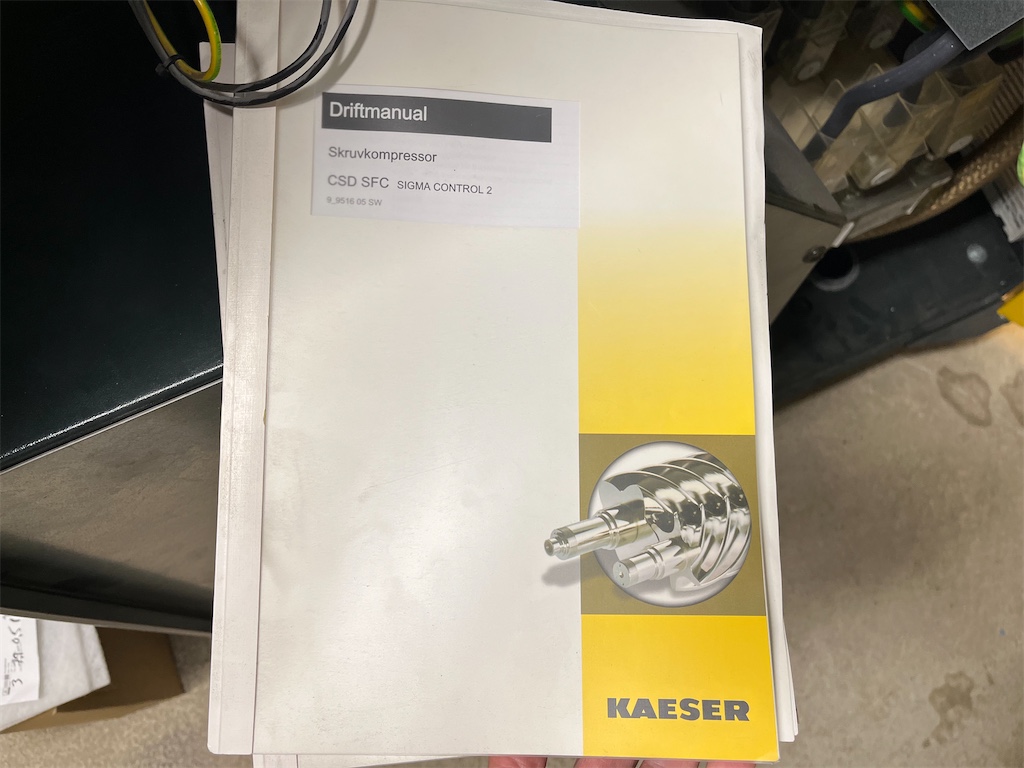 Driftmanual
Skruvkompressor
CSD SFC SIGMA CONTROL 2
9_9516 05 SW
KAESER